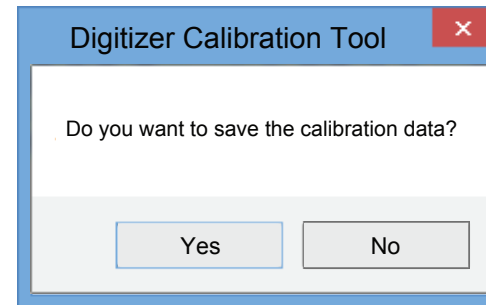 Digitizer Calibration Tool
Do you want to save the calibration data?
Yes
No